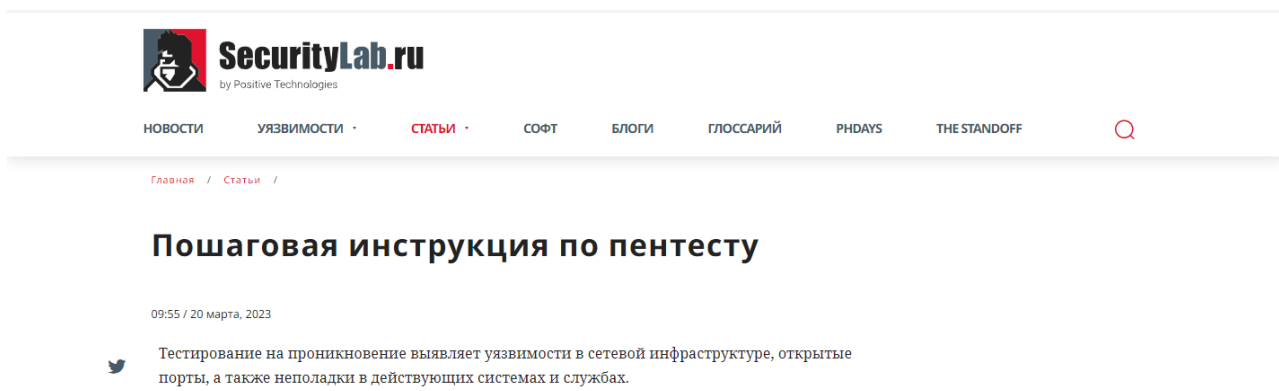 SecurityLab.ru
by Positive Technologies
НОВОСТИ УЯЗВИМОСТИ СТАТЬИ СОФТ БЛОГИ ГЛОССАРИЙ PHDAYS THE STANDOFF
Главная / Статьи /
Пошаговая инструкция по пентесту
09:55 / 20 марта, 2023
Тестирование на проникновение выявляет уязвимости в сетевой инфраструктуре, открытые
порты, а также неполадки в действующих системах и службах.